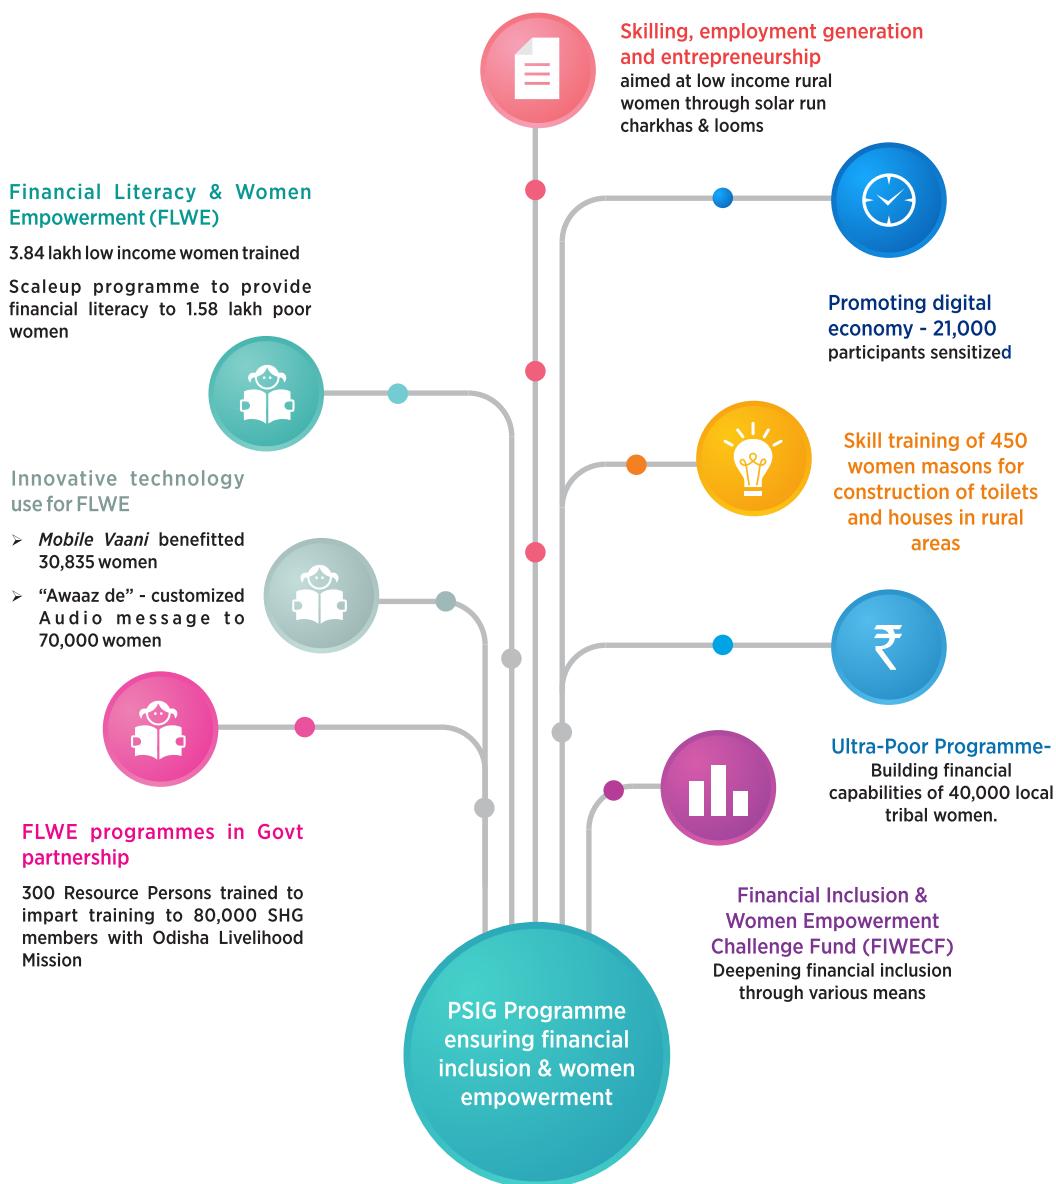 Skilling, employment generation
and entrepreneurship
aimed at low income rural
women through solar run
charkhas & looms
Financial Literacy & Women
Empowerment (FLWE)
3.84 lakh low income women trained
Scaleup programme to provide
financial literacy to 1.58 lakh poor
women
Promoting digital
economy - 21,000
participants sensitized
Skill training of 450
women masons for
construction of toilets
and houses in rural
areas
Innovative technology
use for FLWE
➢ Mobile Vaani benefitted
30,835 women
➢ “Awaaz de” - customized
Audio message to
70,000 women
₹
Ultra-Poor Programme-
Building financial
capabilities of 40,000 local
tribal women.
FLWE programmes in Govt
partnership
300 Resource Persons trained to
impart training to 80,000 SHG
members with Odisha Livelihood
Mission
Financial Inclusion &
Women Empowerment
Challenge Fund (FIWECF)
Deepening financial inclusion
through various means
PSIG Programme
ensuring financial
inclusion & women
empowerment